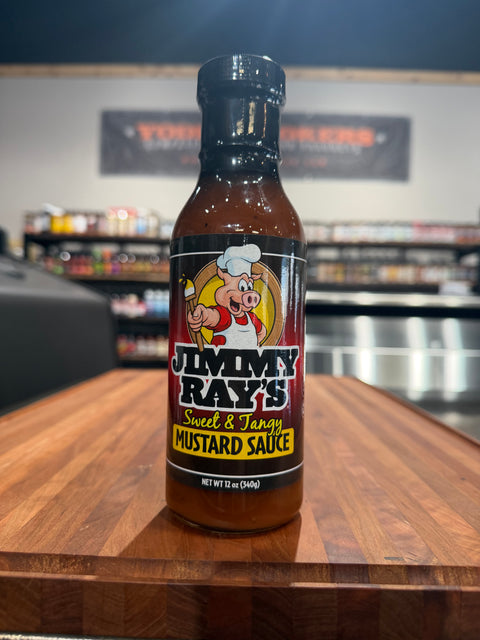 JIMMY
RAY'S
Sweet & Tangy
MUSTARD SAUCE
NET WT 12 oz (340g)